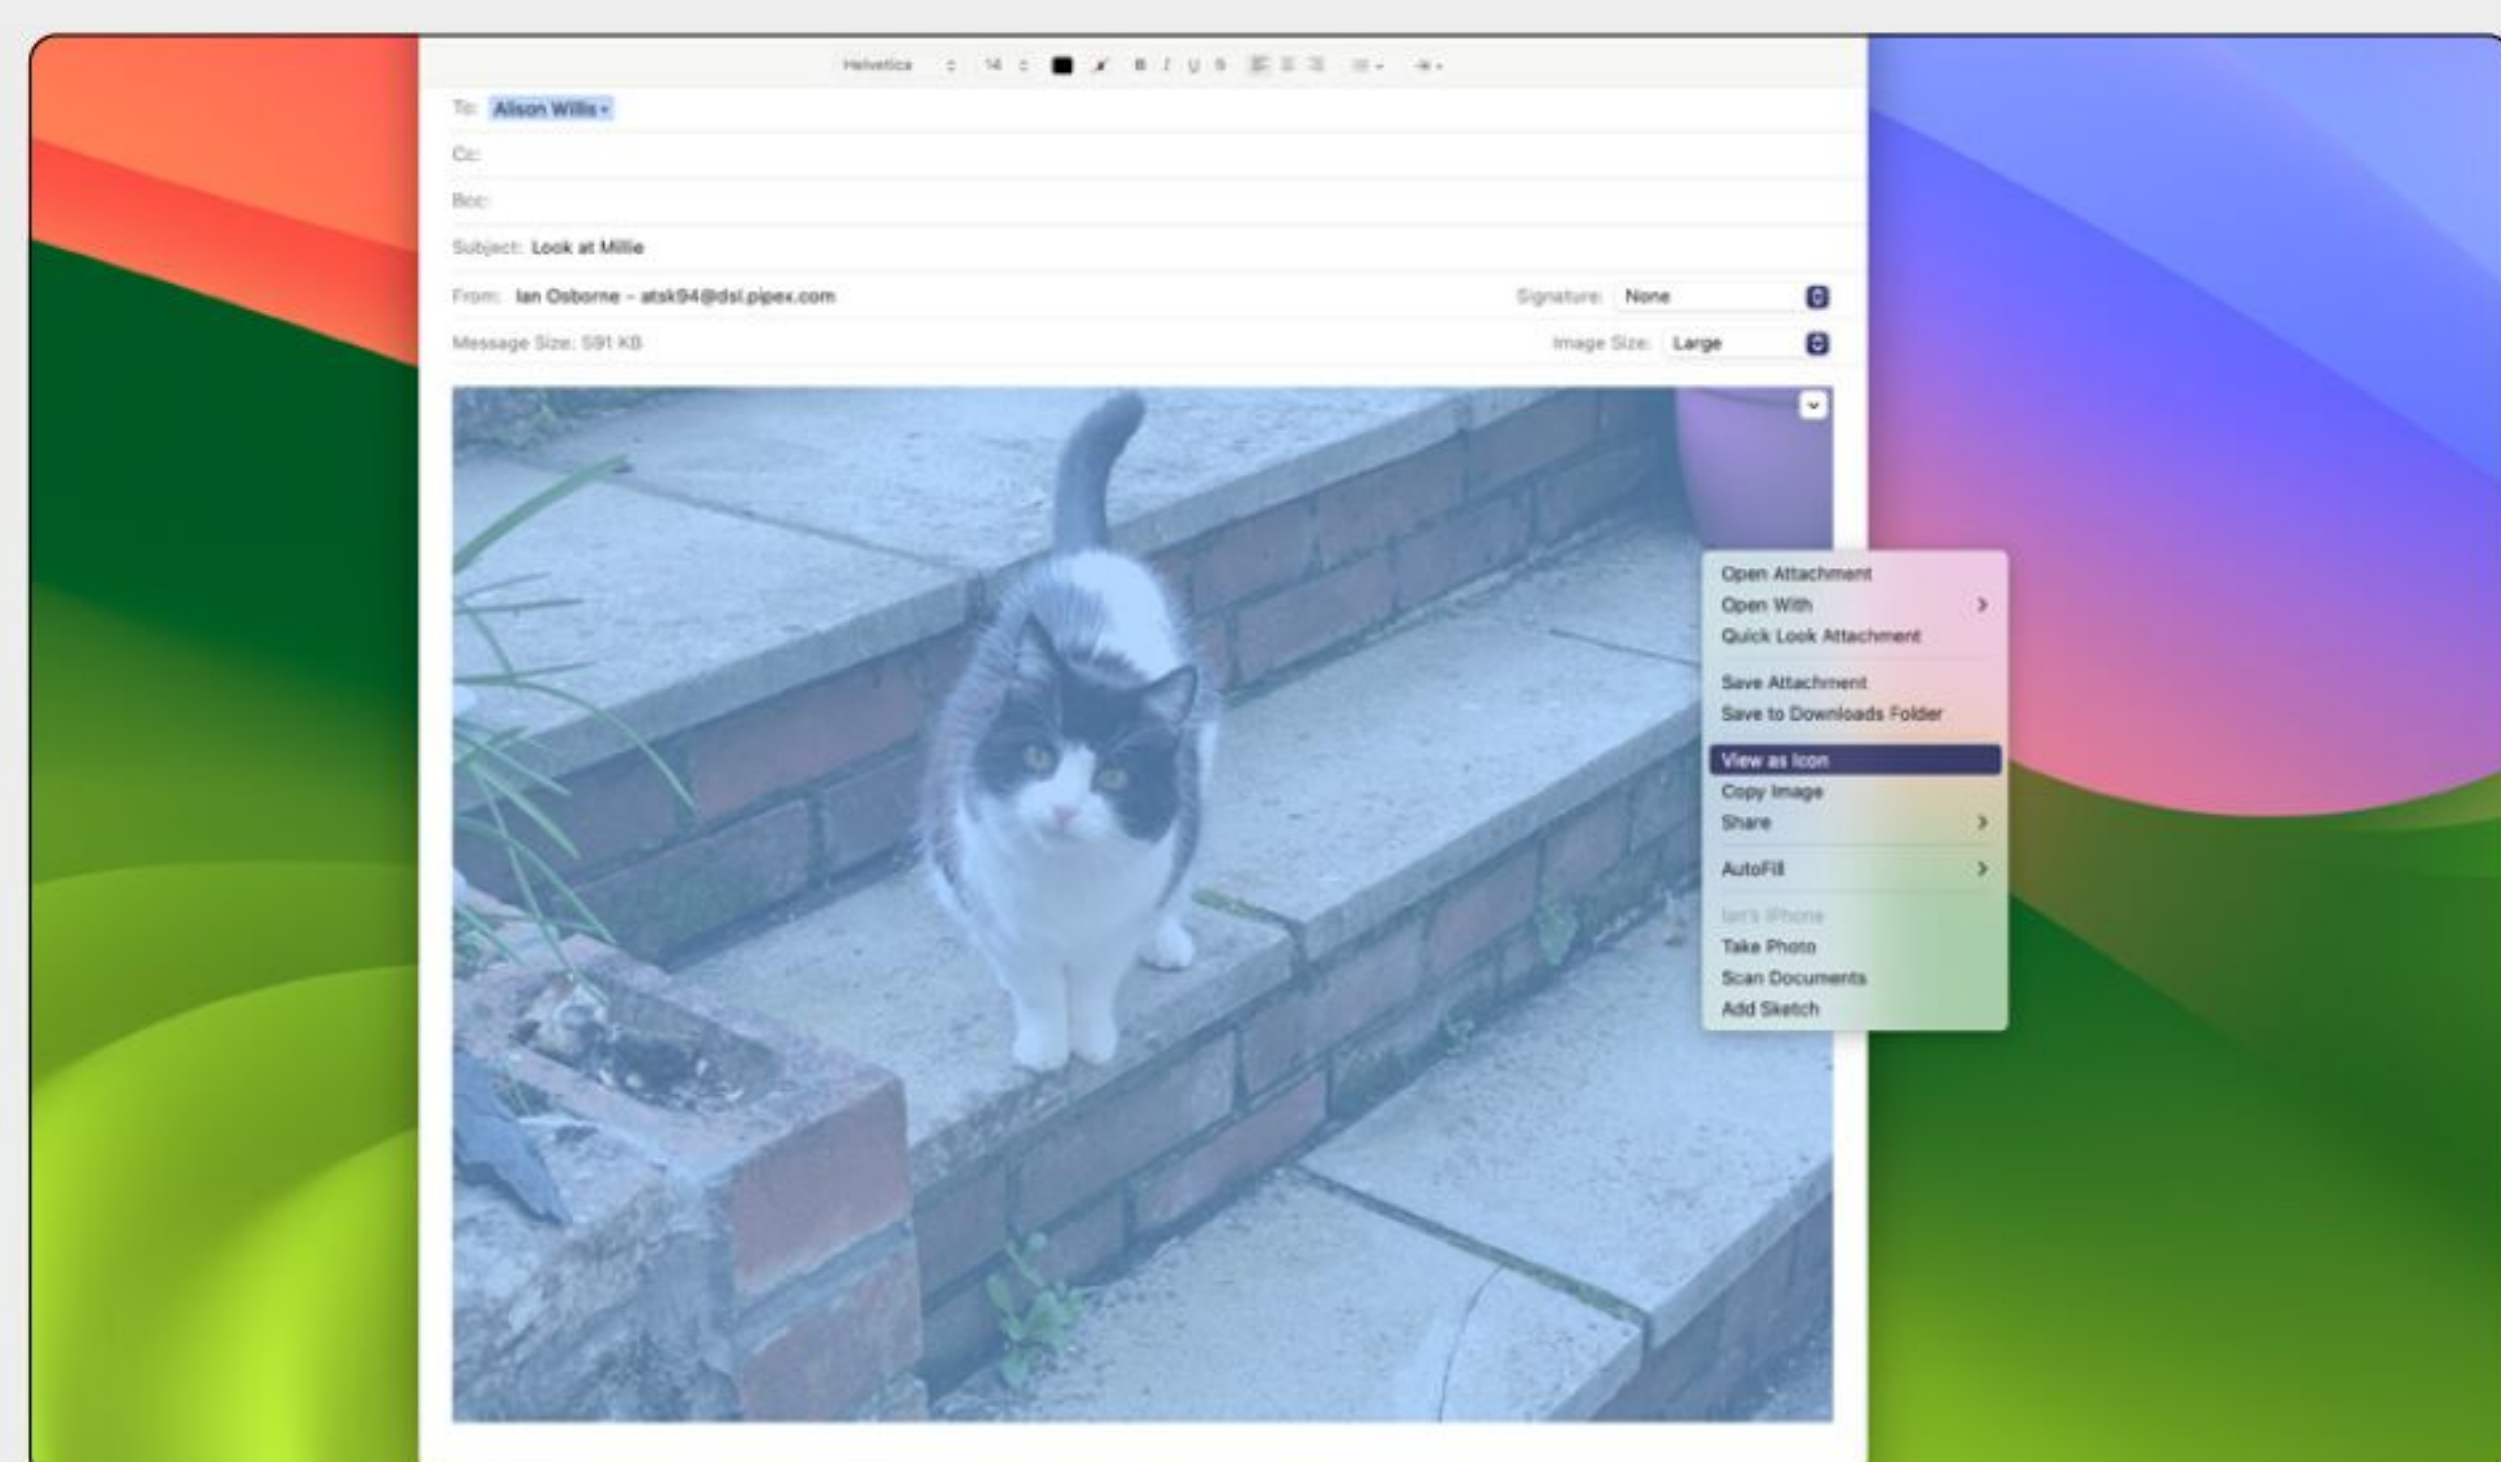 Helvetica 14 B I U S
To: Alison Willis
Cc:
Bcc:
Subject: Look at Millie
From: Ian Osborne – atsk94@dsl.pipex.com Signature: None
Message Size: 591 KB Image Size: Large
Open Attachment
Open With
Quick Look Attachment
Save Attachment
Save to Downloads Folder
View as Icon
Copy Image
Share
AutoFill
Ian's iPhone
Take Photo
Scan Documents
Add Sketch